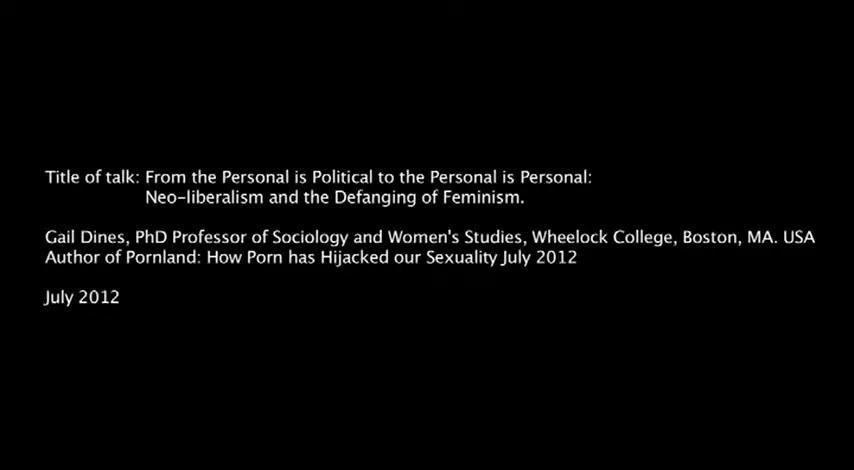 Title of talk: From the Personal is Political to the Personal is Personal:
Neo-liberalism and the Defanging of Feminism.
Gail Dines, PhD Professor of Sociology and Women's Studies, Wheelock College, Boston, MA. USA
Author of Pornland: How Porn has Hijacked our Sexuality July 2012
July 2012